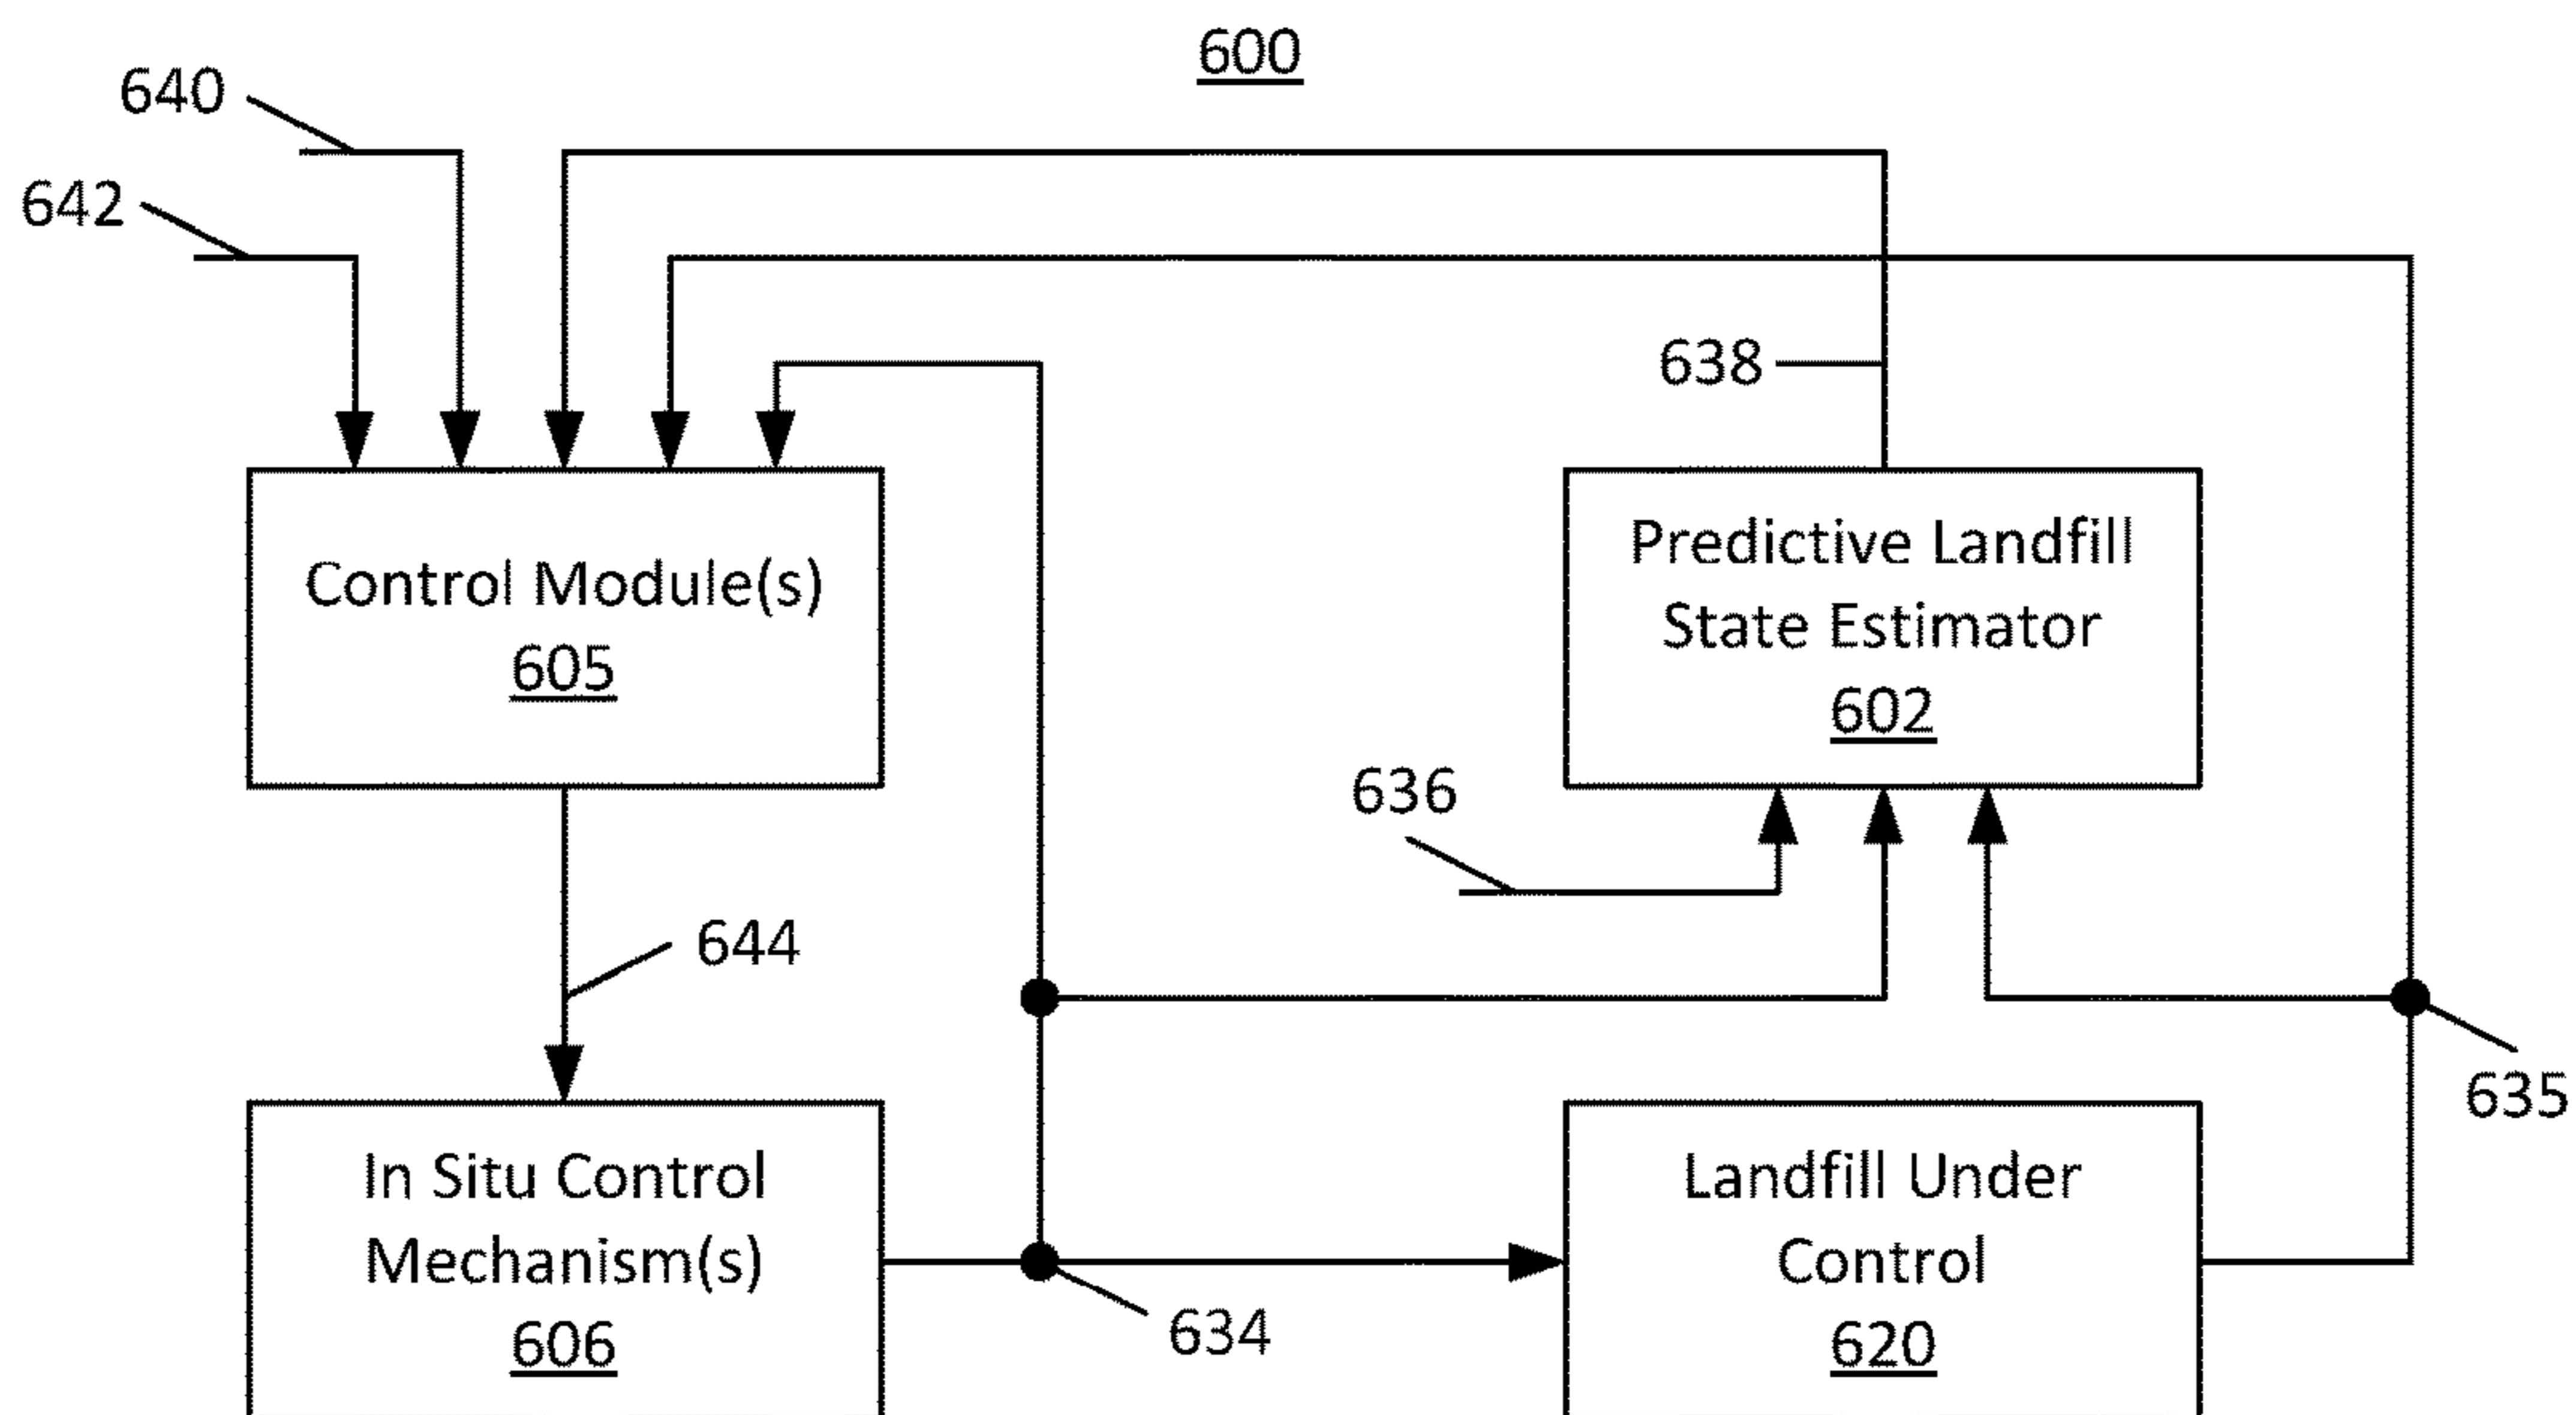 600
640
642
638
Control Module(s)
605
Predictive Landfill
State Estimator
602
636
644
635
In Situ Control
Mechanism(s)
606
634
Landfill Under
Control
620